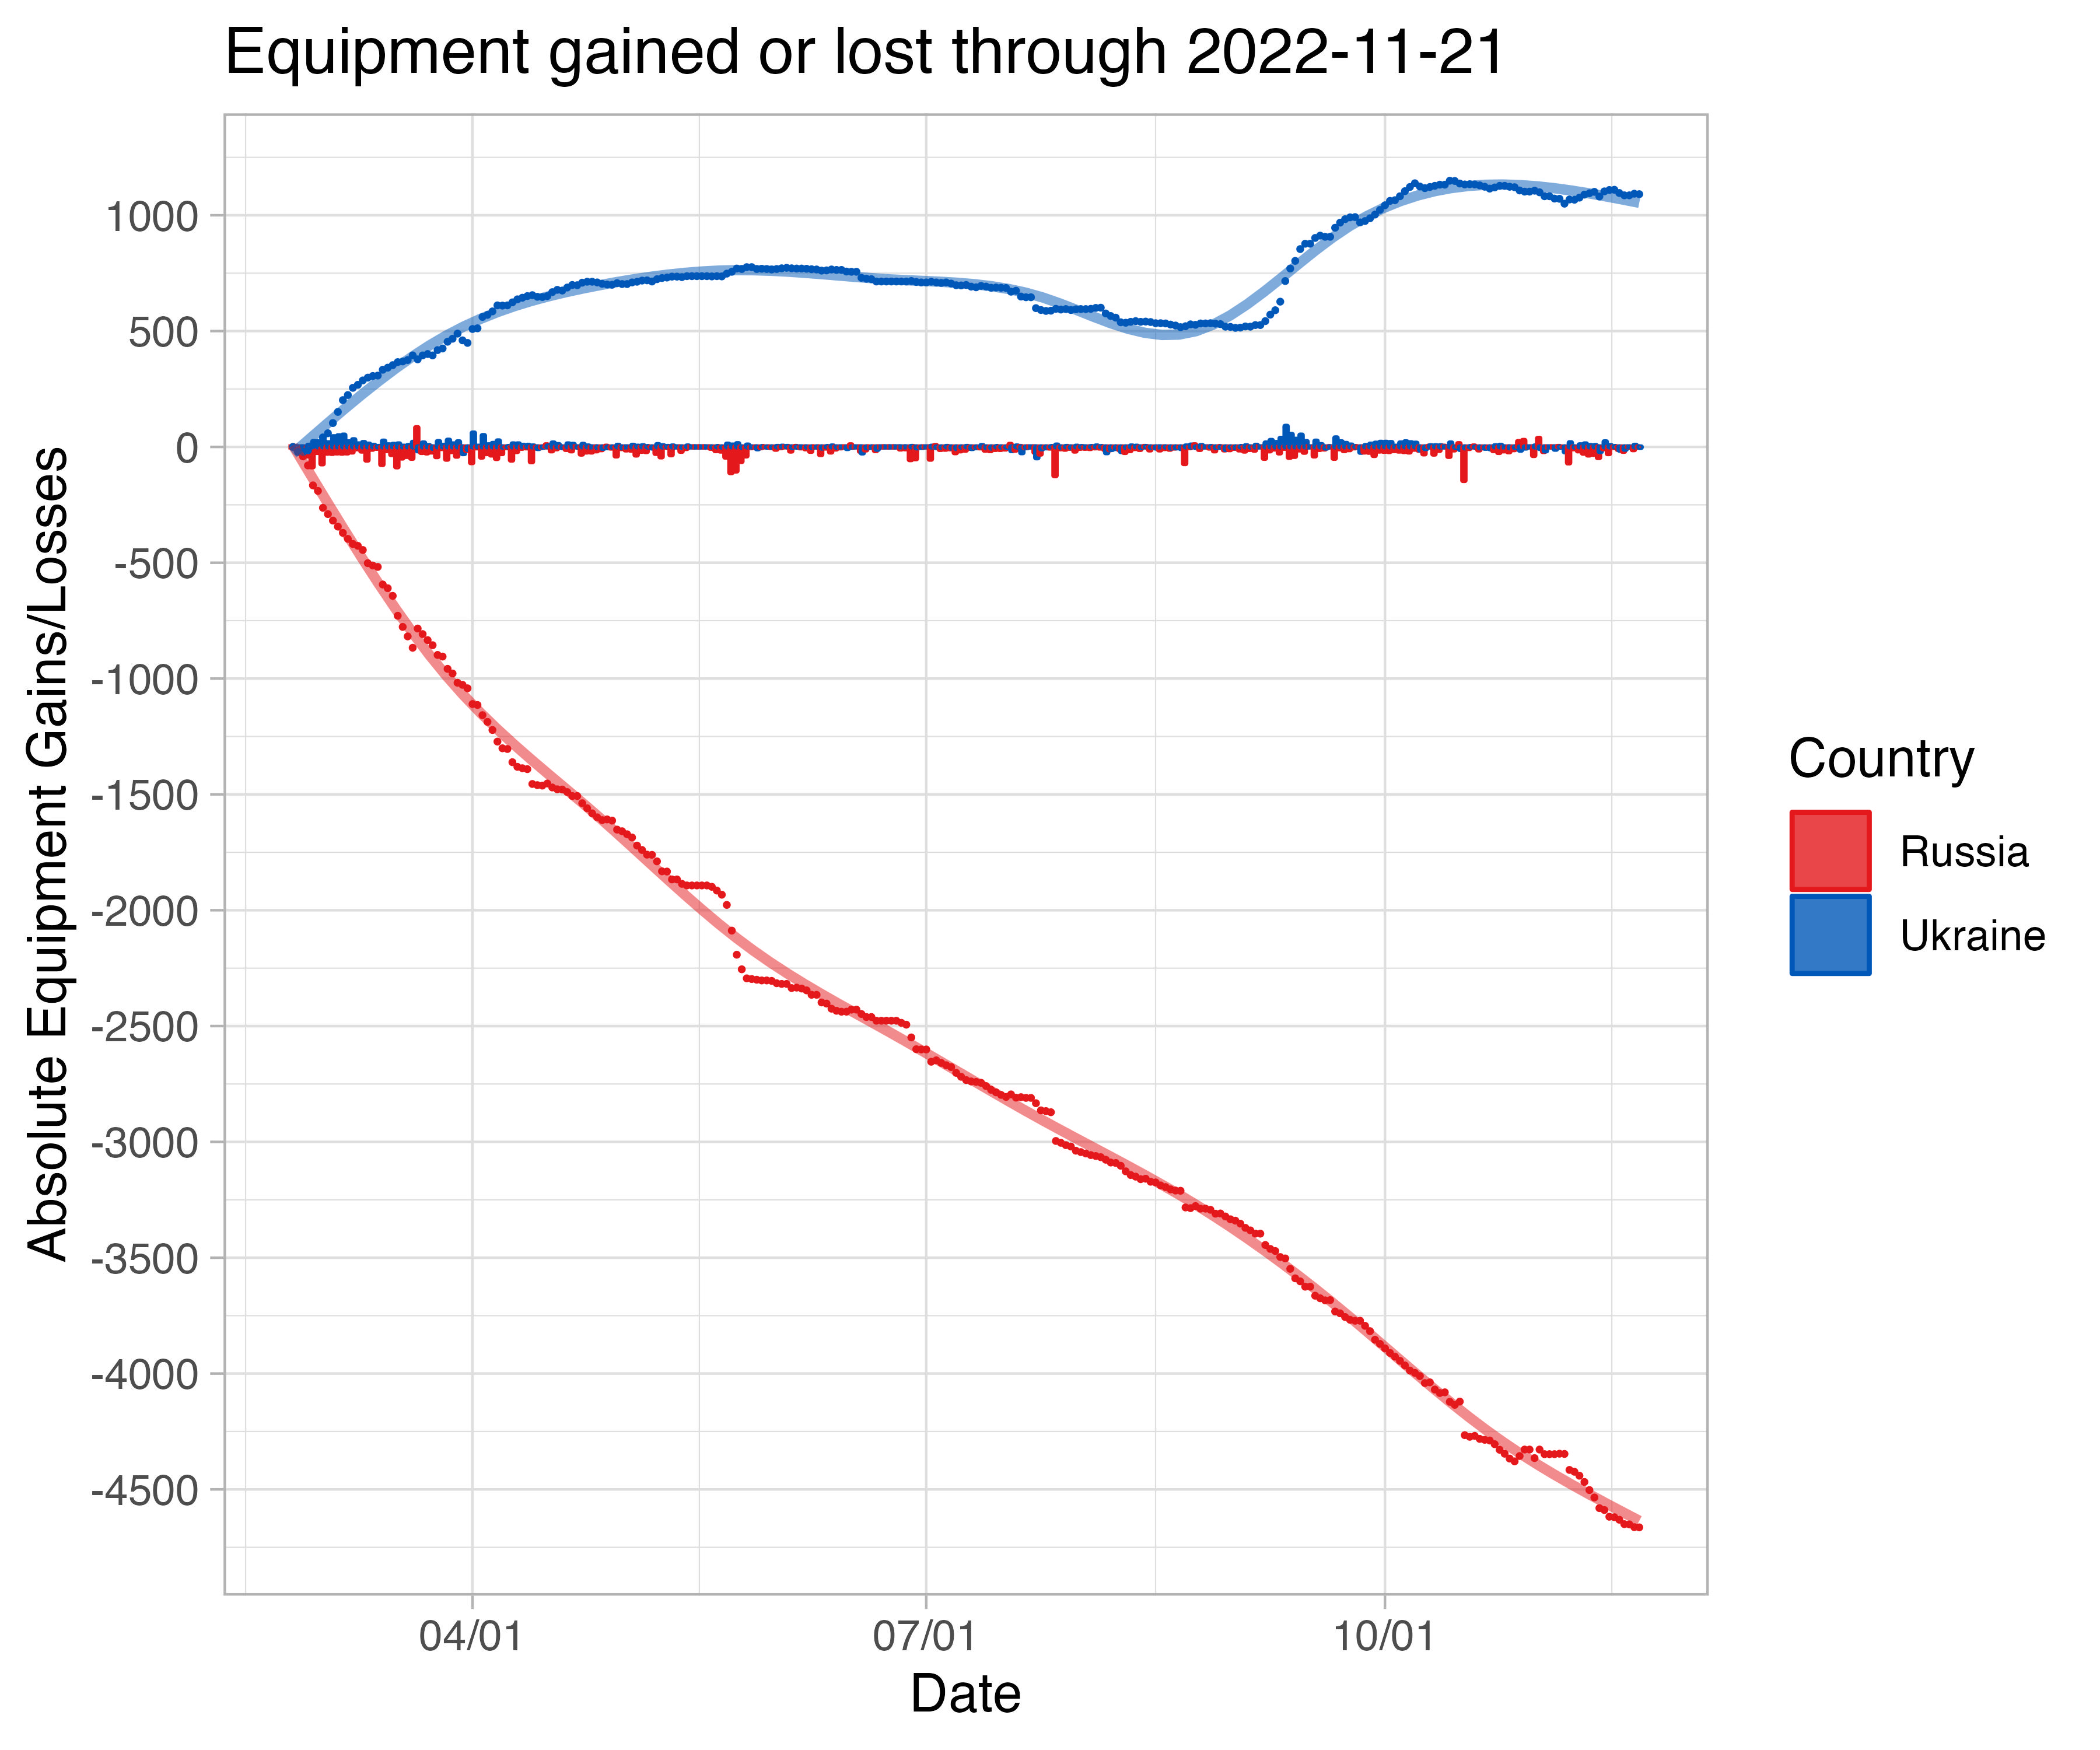 Equipment gained or lost through 2022-11-21
Absolute Equipment Gains/Losses
1000
500
0
-500
-1000
-1500
-2000
-2500
-3000
-3500
-4000
-4500
04/01
07/01
10/01
Date
Country
Russia
Ukraine